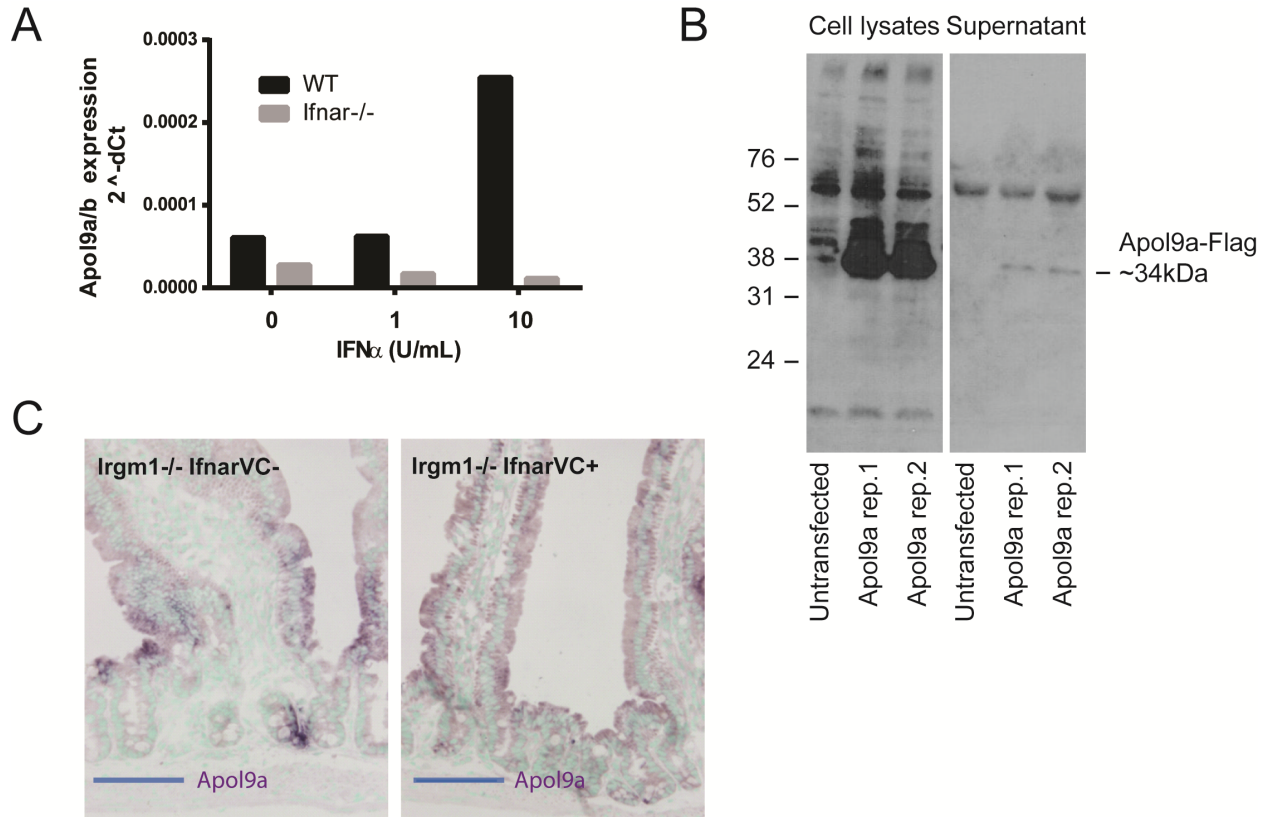 A
0.0003
0.0002
0.0001
0.0000
Apol9a/b expression
2^-dCt
WT
Ifnar-/-
0 1 10
IFNα (U/mL)
B
Cell lysates Supernatant
76
52
38
31
24
Apol9a-Flag
~34kDa
Untransfected
Apol9a rep.1
Apol9a rep.2
Untransfected
Apol9a rep.1
Apol9a rep.2
C
Irgm1-/- IfnarVC-
Apol9a
Irgm1-/- IfnarVC+
Apol9a